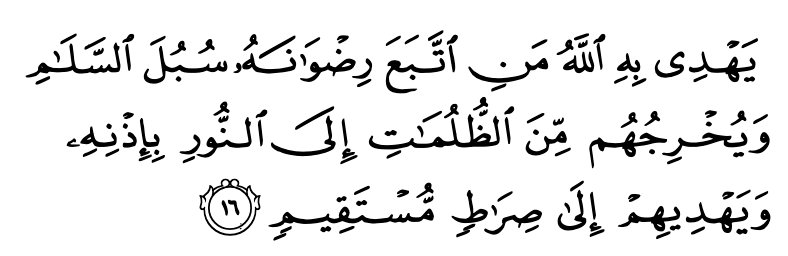 يَهْدِى بِهِ ٱللَّهُ مَنِ ٱتَّبَعَ رِضْوَٰنَهُۥ سُبُلَ ٱلسَّلَٰمِ
وَيُخْرِجُهُم مِّنَ ٱلظُّلُمَٰتِ إِلَى ٱلنُّورِ بِإِذْنِهِۦ
وَيَهْدِيهِمْ إِلَىٰ صِرَٰطٍ مُّسْتَقِيمٍ ١٦